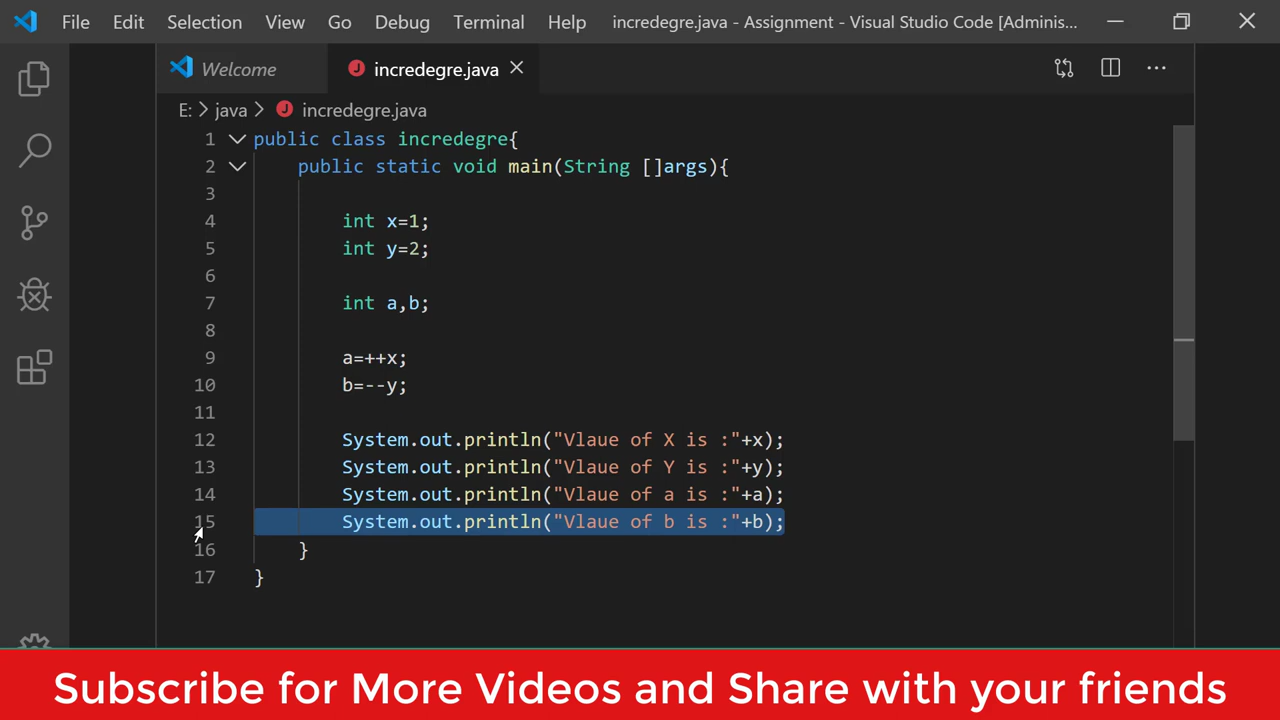 File Edit Selection View Go Debug Terminal Help incredegre.java - Assignment - Visual Studio Code [Adminis...
Welcome incredegre.java
E: > java > incredegre.java
1 public class incredegre{
2 public static void main(String []args){
3
4 int x=1;
5 int y=2;
6
7 int a,b;
8
9 a=++x;
10 b=--y;
11
12 System.out.println("Vlaue of X is :"+x);
13 System.out.println("Vlaue of Y is :"+y);
14 System.out.println("Vlaue of a is :"+a);
15 System.out.println("Vlaue of b is :"+b);
16 }
17 }
Subscribe for More Videos and Share with your friends